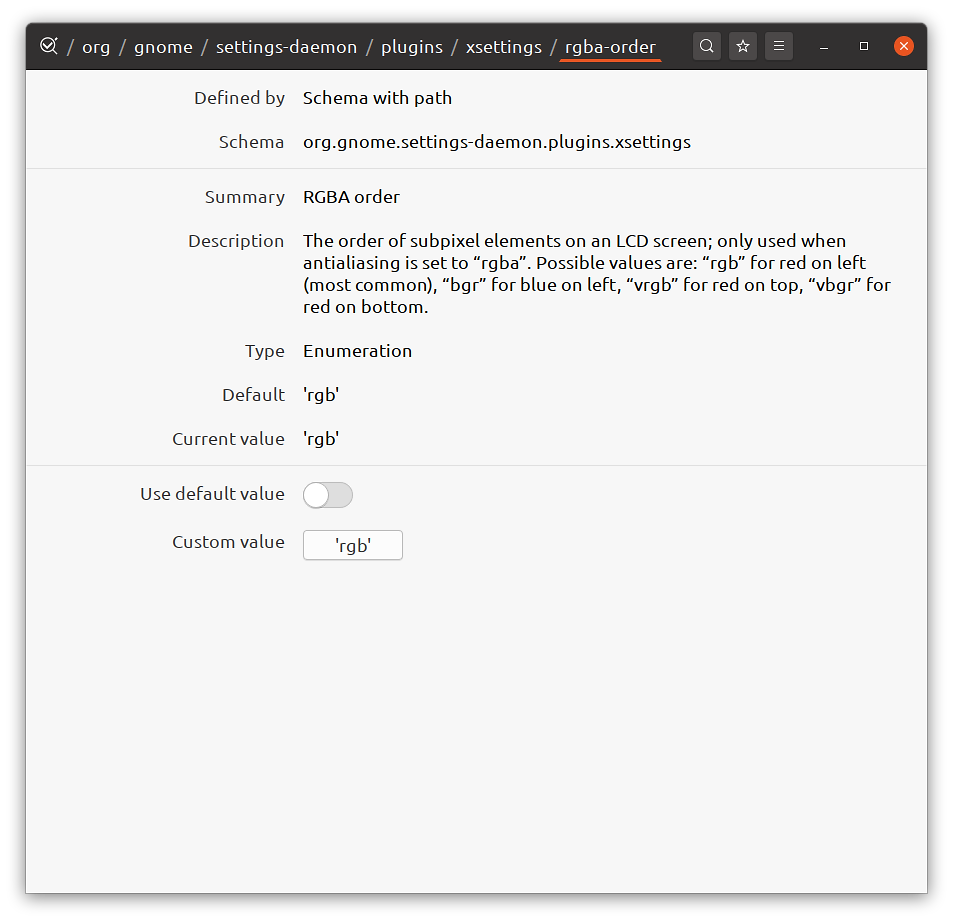 / org / gnome / settings-daemon / plugins / xsettings / rgba-order
Defined by Schema with path
Schema org.gnome.settings-daemon.plugins.xsettings
Summary RGBA order
Description The order of subpixel elements on an LCD screen; only used when
antialiasing is set to “rgba”. Possible values are: “rgb” for red on left
(most common), “bgr” for blue on left, “vrgb” for red on top, “vbgr” for
red on bottom.
Type Enumeration
Default 'rgb'
Current value 'rgb'
Use default value
Custom value 'rgb'